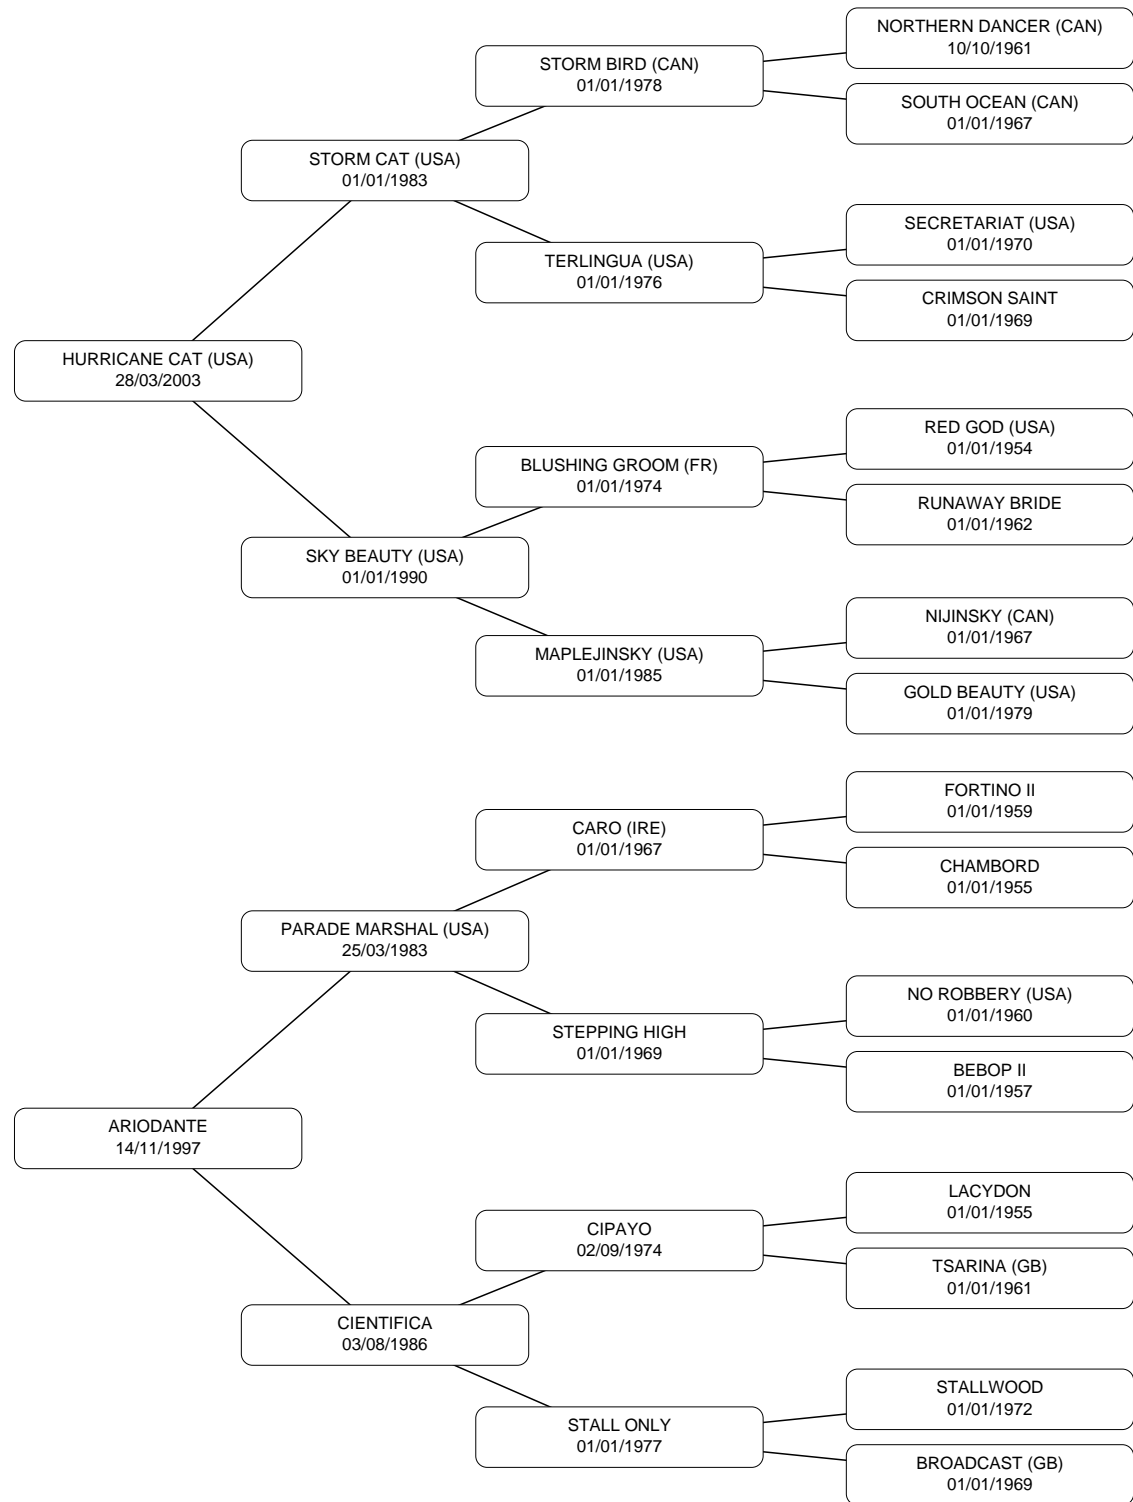 NORTHERN DANCER (CAN)
10/10/1961
STORM BIRD (CAN)
01/01/1978
SOUTH OCEAN (CAN)
01/01/1967
STORM CAT (USA)
01/01/1983
SECRETARIAT (USA)
01/01/1970
TERLINGUA (USA)
01/01/1976
CRIMSON SAINT
01/01/1969
HURRICANE CAT (USA)
28/03/2003
RED GOD (USA)
01/01/1954
BLUSHING GROOM (FR)
01/01/1974
RUNAWAY BRIDE
01/01/1962
SKY BEAUTY (USA)
01/01/1990
NIJINSKY (CAN)
01/01/1967
MAPLEJINSKY (USA)
01/01/1985
GOLD BEAUTY (USA)
01/01/1979
FORTINO II
01/01/1959
CARO (IRE)
01/01/1967
CHAMBORD
01/01/1955
PARADE MARSHAL (USA)
25/03/1983
NO ROBBERY (USA)
01/01/1960
STEPPING HIGH
01/01/1969
BEBOP II
01/01/1957
ARIODANTE
14/11/1997
LACYDON
01/01/1955
CIPAYO
02/09/1974
TSARINA (GB)
01/01/1961
CIENTIFICA
03/08/1986
STALLWOOD
01/01/1972
STALL ONLY
01/01/1977
BROADCAST (GB)
01/01/1969